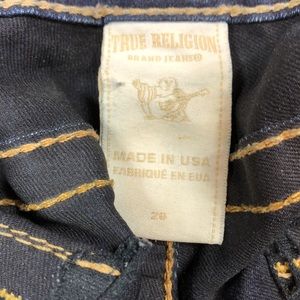 TRUE RELIGION
BRAND JEANS®
MADE IN USA
FABRIQUÉ EN EUA
28